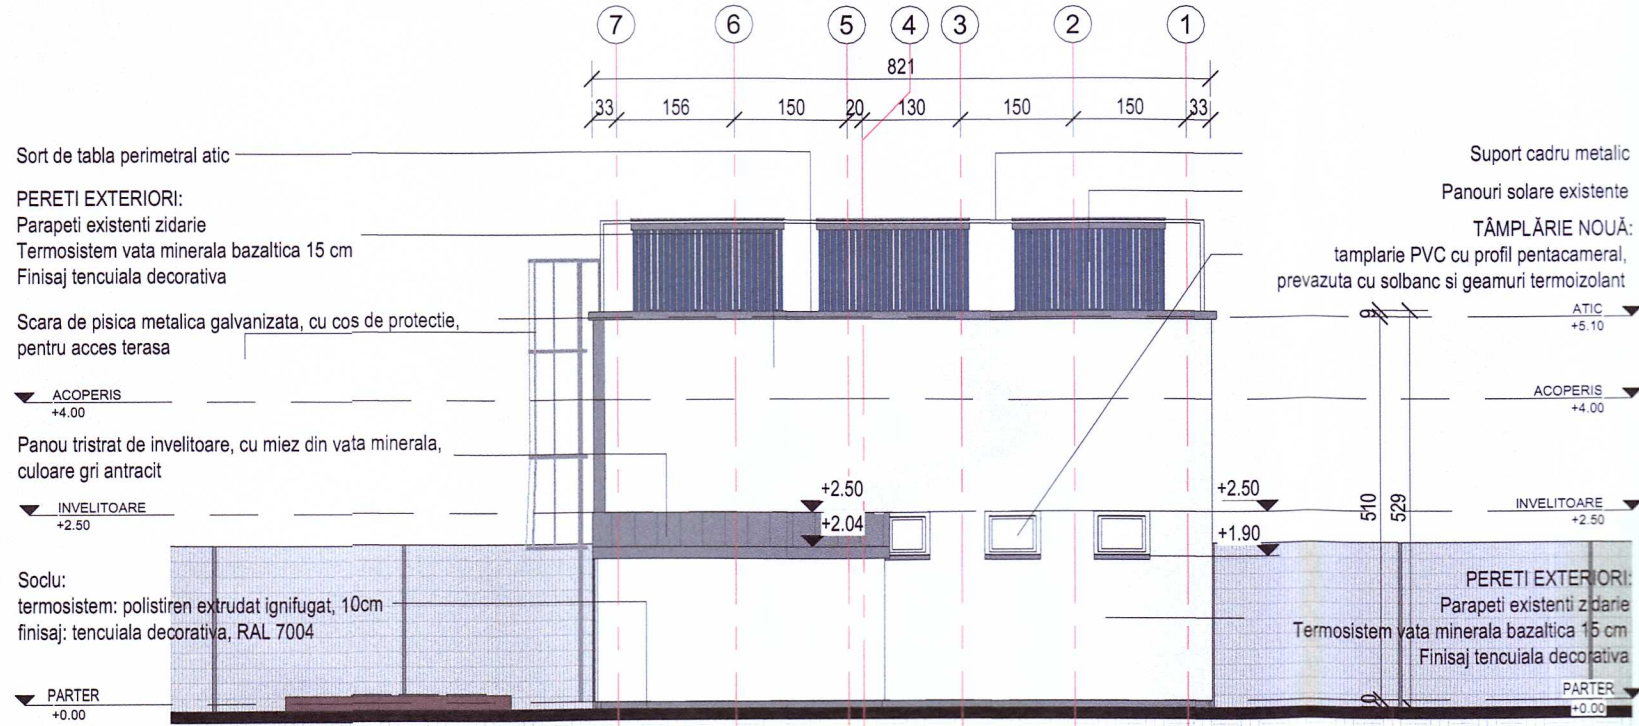 7 6 5 4 3 2 1
821
33 156 150 20 130 150 150 33
Sort de tabla perimetral atic
PERETI EXTERIORI:
Parapeti existenti zidarie
Termosistem vata minerala bazaltica 15 cm
Finisaj tencuiala decorativa
Scara de pisica metalica galvanizata, cu cos de protectie,
pentru acces terasa
ACOPERIS
+4.00
Panou tristrat de invelitoare, cu miez din vata minerala,
culoare gri antracit
INVELITOARE
+2.50
Soclu:
termosistem: polistiren extrudat ignifugat, 10cm
finisaj: tencuiala decorativa, RAL 7004
PARTER
+0.00
+2.50
+2.04
+2.50
+1.90
Suport cadru metalic
Panouri solare existente
TÂMPLĂRIE NOUĂ:
tamplarie PVC cu profil pentacameral,
prevazuta cu solbanc si geamuri termoizolant
9
ATIC
+5.10
ACOPERIS
+4.00
510
529
INVELITOARE
+2.50
PERETI EXTERIORI:
Parapeti existenti zidarie
Termosistem vata minerala bazaltica 15 cm
Finisaj tencuiala decorativa
PARTER
+0.00